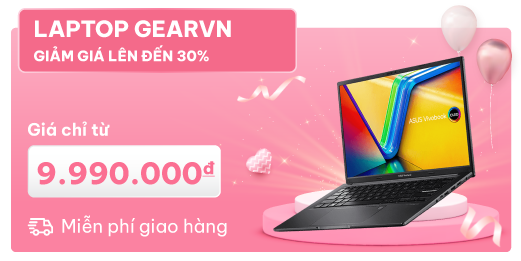 LAPTOP GEARVN
GIẢM GIÁ LÊN ĐẾN 30%
Giá chỉ từ
9.990.000đ
Miễn phí giao hàng
ASUS Vivobook